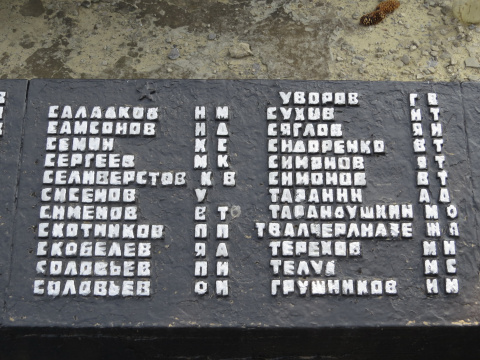 САЛАДКОВ Н М
САМСОНОВ Н Д
СЕМИН К С
СЕРГЕЕВ М К
СЕЛИВЕРСТОВ К В
СИСЕНОВ У
СИМЕНОВ В Т
СКОТНИКОВ П П
СКОБЕЛЕВ Я А
СОЛОВЬЕВ П И
СОЛОВЬЕВ О И
УВОРОВ Г Е
СУХОВ И Т
СЯГЛОВ Я Н
СИДОРЕНКО В Т
СИМОНОВ Я Т
СИМОНОВ В Т
ТАРАНИН А Д
ТАРАНДУШКИН М О
ТВАЛЧЕРЛИДЗЕ Ж Л
ТЕРЕХОВ М И
ТЕЛУХ М С
ГРУШНИКОВ Н М